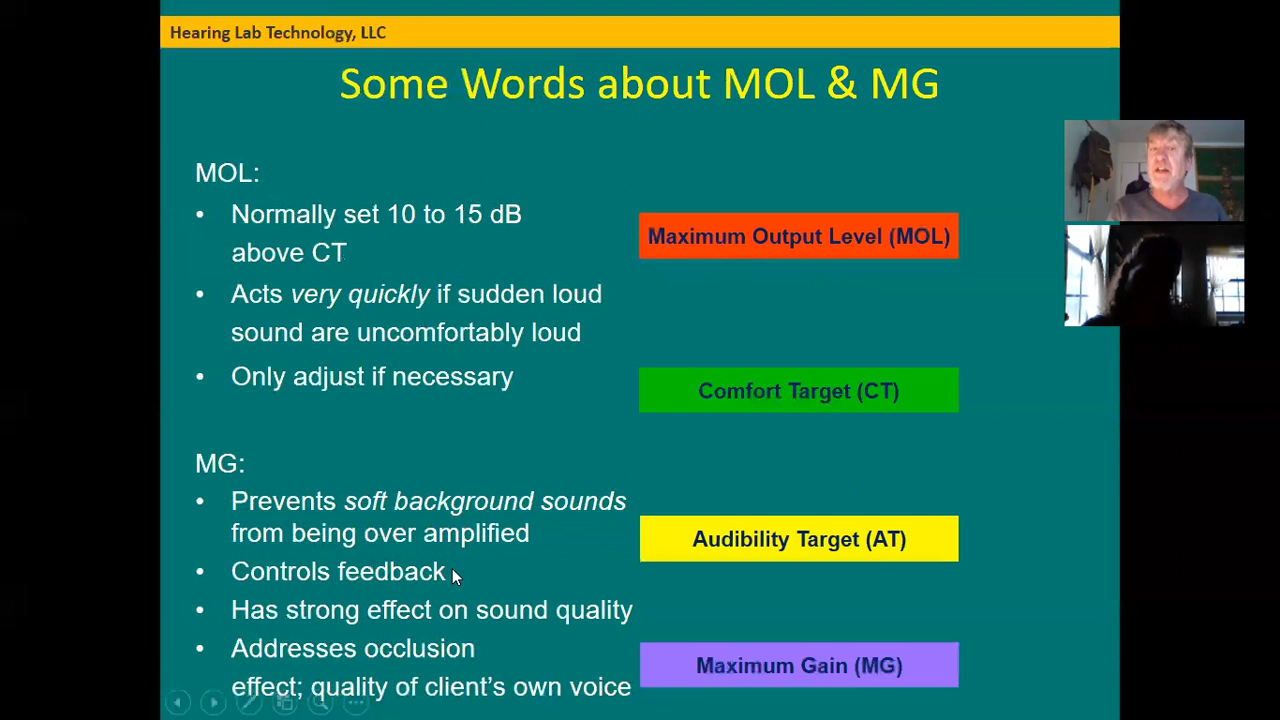 Hearing Lab Technology, LLC
Some Words about MOL & MG
MOL:
• Normally set 10 to 15 dB
above CT
• Acts very quickly if sudden loud
sound are uncomfortably loud
• Only adjust if necessary
MG:
• Prevents soft background sounds
from being over amplified
• Controls feedback
• Has strong effect on sound quality
• Addresses occlusion
effect; quality of client’s own voice
Maximum Output Level (MOL)
Comfort Target (CT)
Audibility Target (AT)
Maximum Gain (MG)